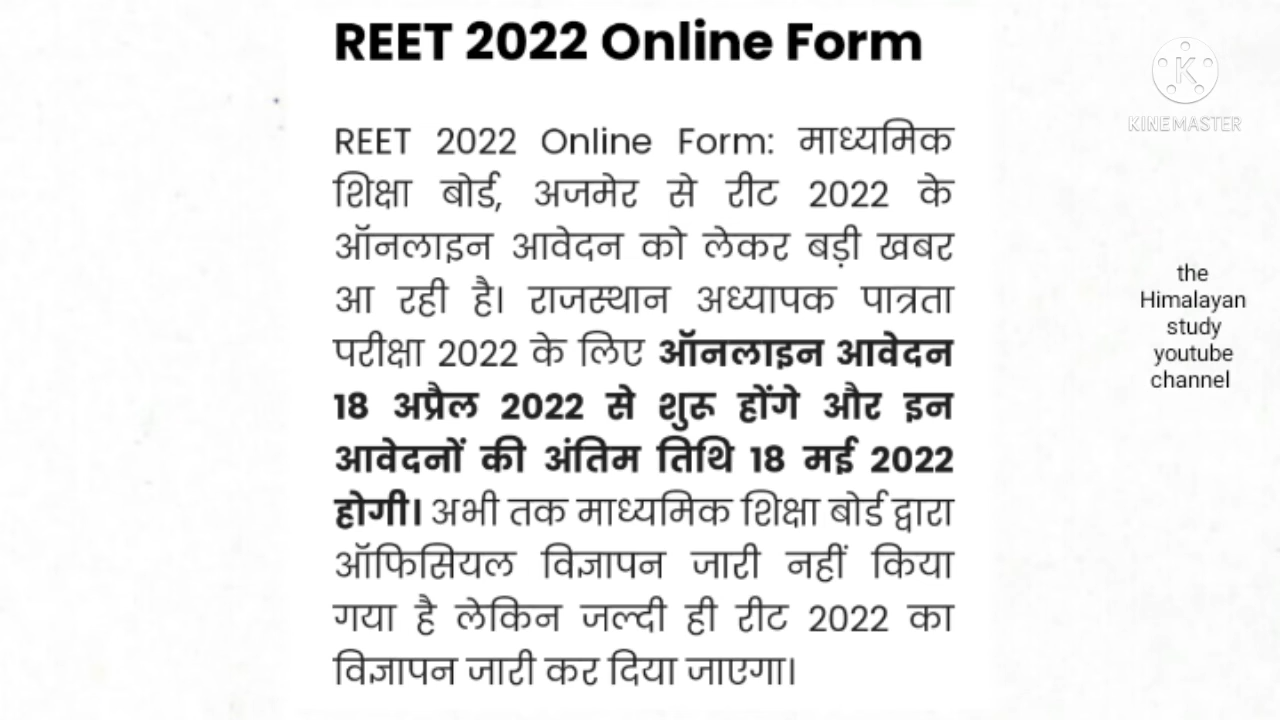 REET 2022 Online Form
REET 2022 Online Form: माध्यमिक
शिक्षा बोर्ड, अजमेर से रीट 2022 के
ऑनलाइन आवेदन को लेकर बड़ी खबर
आ रही है। राजस्थान अध्यापक पात्रता
परीक्षा 2022 के लिए ऑनलाइन आवेदन
18 अप्रैल 2022 से शुरू होंगे और इन
आवेदनों की अंतिम तिथि 18 मई 2022
होगी। अभी तक माध्यमिक शिक्षा बोर्ड द्वारा
ऑफिसियल विज्ञापन जारी नहीं किया
गया है लेकिन जल्दी ही रीट 2022 का
विज्ञापन जारी कर दिया जाएगा।
K
KINEMASTER
the
Himalayan
study
youtube
channel